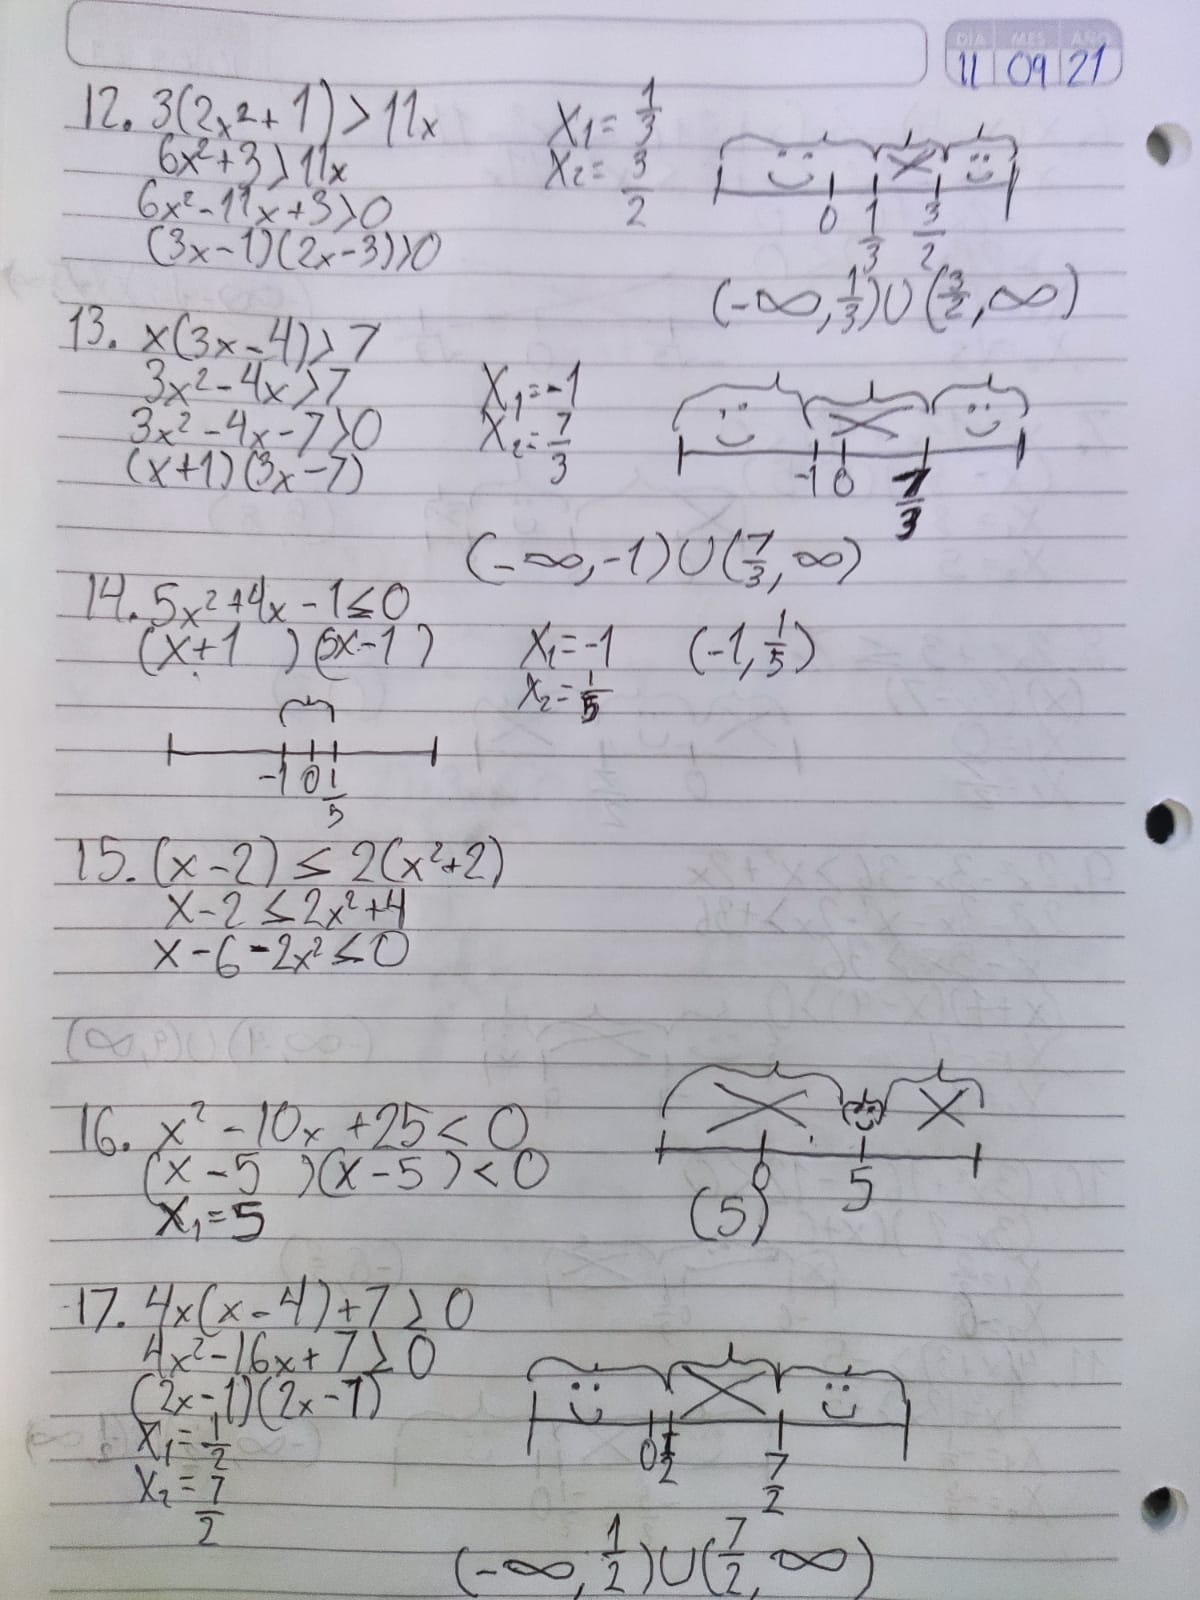 DÍA MES AÑO
11 09 21
12. 3(2x²+1)>11x
6x²+3>11x
6x²-11x+3>0
(3x-1)(2x-3)>0
X₁= 1/3
X₂= 3/2
0 1/3 3/2
(-∞, 1/3)U(3/2, ∞)
13. x(3x-4)>7
3x²-4x>7
3x²-4x-7>0
(x+1)(3x-7)
X₁=-1
X₂= 7/3
-1 0 7/3
(-∞,-1)U(7/3, ∞)
14. 5x²+4x-1≤0
(x+1 )(5x-1)
X₁=-1
X₂= 1/5
(-1, 1/5)
-1 0 1/5
15. (x-2) ≤ 2(x²+2)
x-2 ≤ 2x²+4
x-6-2x² ≤ 0
16. x²-10x+25<0
(x-5 )(x-5)<0
X₁=5
0 5
(5)
17. 4x(x-4)+7≥0
4x²-16x+7≥0
(2x-1)(2x-7)
X₁= 1/2
X₂= 7/2
0 1/2 7/2
(-∞, 1/2)U(7/2, ∞)